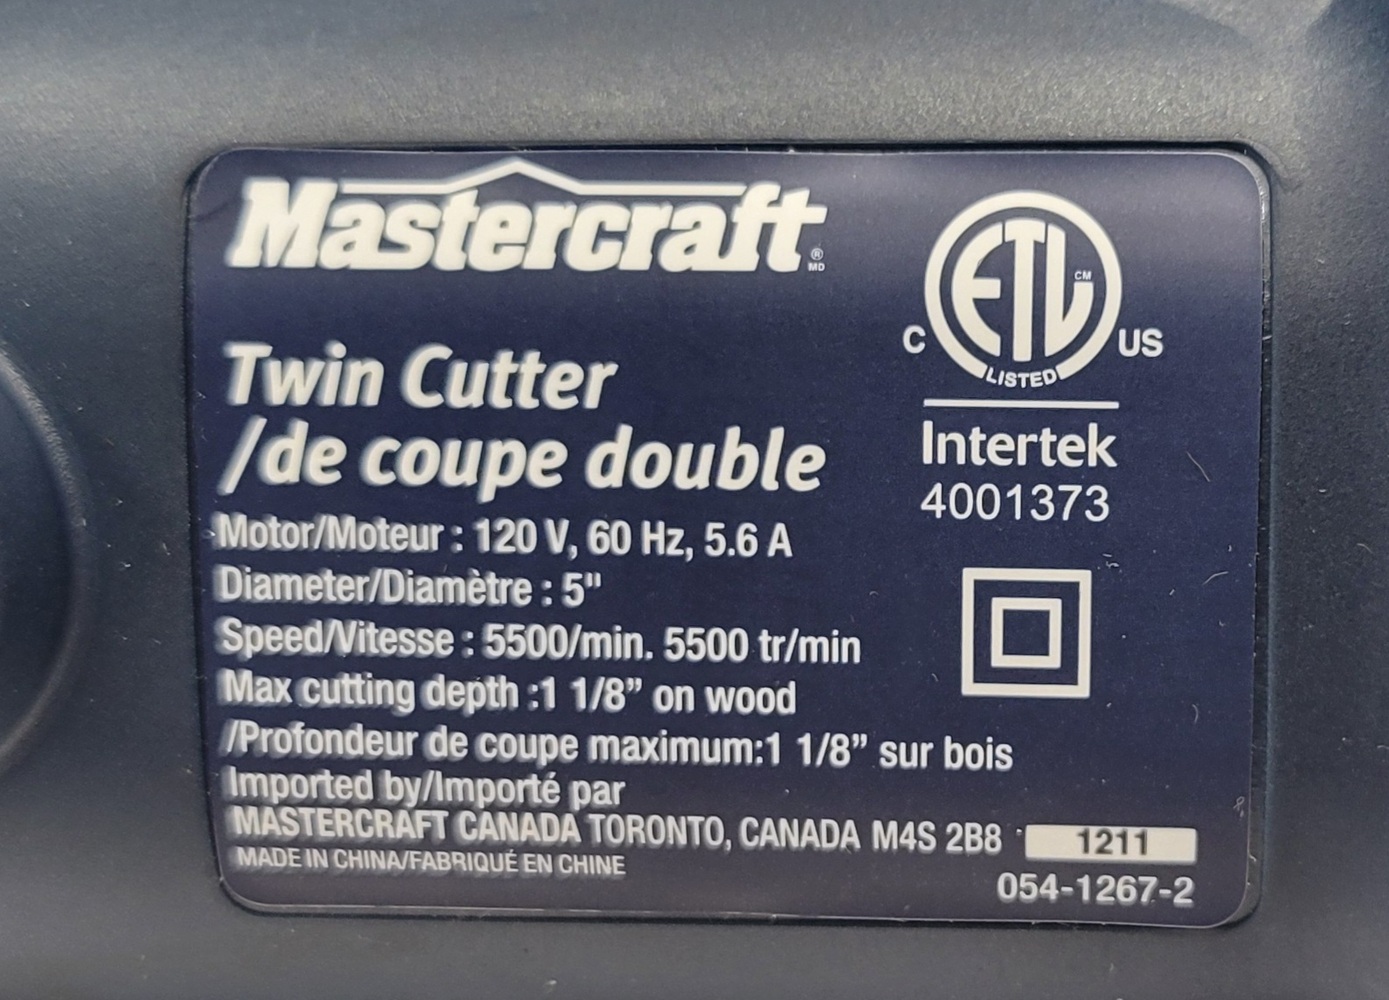 Mastercraft ® MD
Twin Cutter
/de coupe double
Motor/Moteur : 120 V, 60 Hz, 5.6 A
Diameter/Diamètre : 5"
Speed/Vitesse : 5500/min. 5500 tr/min
Max cutting depth :1 1/8” on wood
/Profondeur de coupe maximum:1 1/8” sur bois
Imported by/Importé par
MASTERCRAFT CANADA TORONTO, CANADA M4S 2B8
MADE IN CHINA/FABRIQUÉ EN CHINE
ETL CM
C US
LISTED
Intertek
4001373
1211
054-1267-2